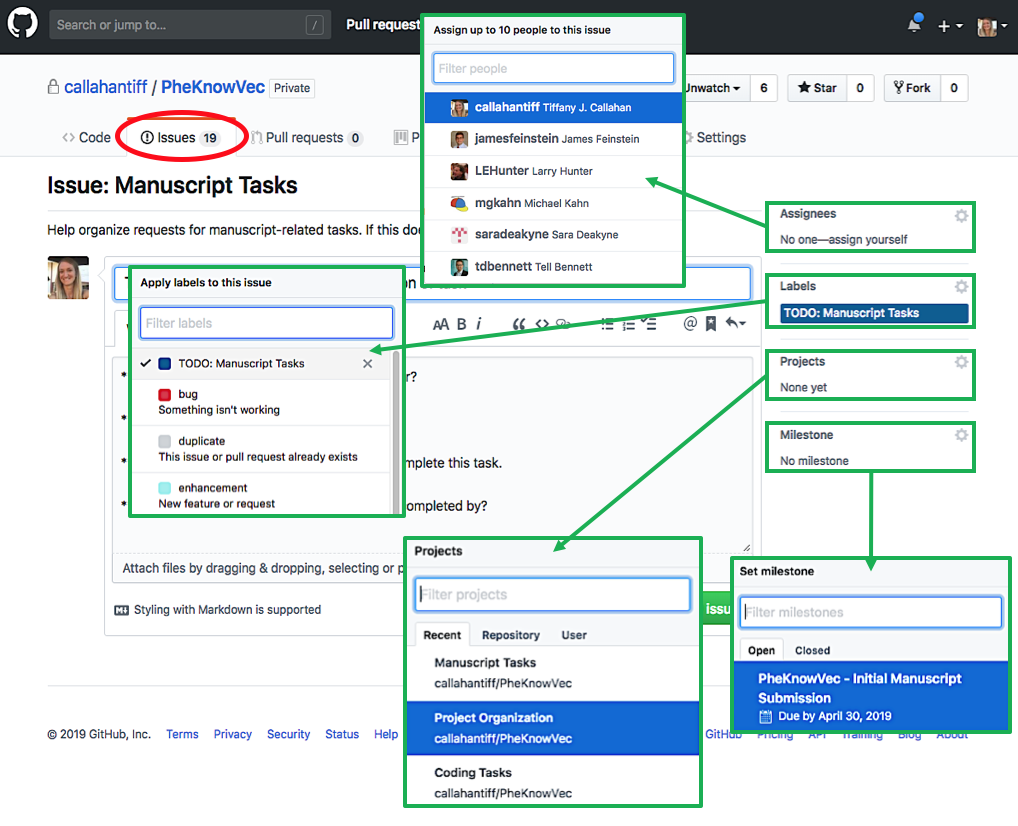 Search or jump to...
/
Pull request
callahantiff / PheKnowVec
Private
Unwatch
6
Star
0
Fork
0
Code
Issues 19
Pull requests 0
P
Settings
Issue: Manuscript Tasks
Help organize requests for manuscript-related tasks. If this doe
Assign up to 10 people to this issue
Filter people
callahantiff Tiffany J. Callahan
jamesfeinstein James Feinstein
LEHunter Larry Hunter
mgkahn Michael Kahn
saradeakyne Sara Deakyne
tdbennett Tell Bennett
Assignees
No one—assign yourself
Labels
TODO: Manuscript Tasks
Projects
None yet
Milestone
No milestone
Apply labels to this issue
Filter labels
TODO: Manuscript Tasks
bug
Something isn't working
duplicate
This issue or pull request already exists
enhancement
New feature or request
AA B i
r?
mplete this task.
ompleted by?
Attach files by dragging & dropping, selecting or p
Styling with Markdown is supported
issu
Projects
Filter projects
Recent
Repository
User
Manuscript Tasks
callahantiff/PheKnowVec
Project Organization
callahantiff/PheKnowVec
Coding Tasks
callahantiff/PheKnowVec
Set milestone
Filter milestones
Open
Closed
PheKnowVec - Initial Manuscript
Submission
Due by April 30, 2019
© 2019 GitHub, Inc.
Terms
Privacy
Security
Status
Help
GitHub
Pricing
API
Training
Blog
About